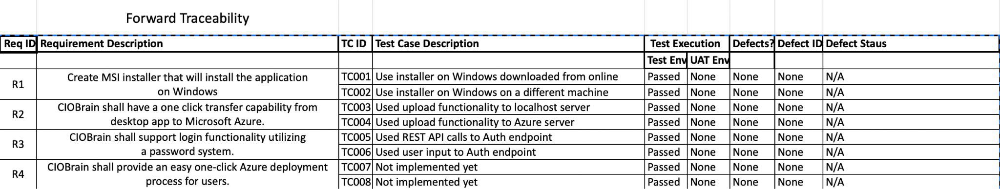 Forward Traceability
Req ID Requirement Description TC ID Test Case Description Test Execution Defects? Defect ID Defect Staus
Test Env UAT Env
R1 Create MSI installer that will install the application on Windows
TC001 Use installer on Windows downloaded from online Passed None None None N/A
TC002 Use installer on Windows on a different machine Passed None None None N/A
R2 CIOBrain shall have a one click transfer capability from desktop app to Microsoft Azure.
TC003 Used upload functionality to localhost server Passed None None None N/A
TC004 Used upload functionality to Azure server Passed None None None N/A
R3 CIOBrain shall support login functionality utilizing a password system.
TC005 Used REST API calls to Auth endpoint Passed None None None N/A
TC006 Used user input to Auth endpoint Passed None None None N/A
R4 CIOBrain shall provide an easy one-click Azure deployment process for users.
TC007 Not implemented yet Passed None None None N/A
TC008 Not implemented yet Passed None None None N/A